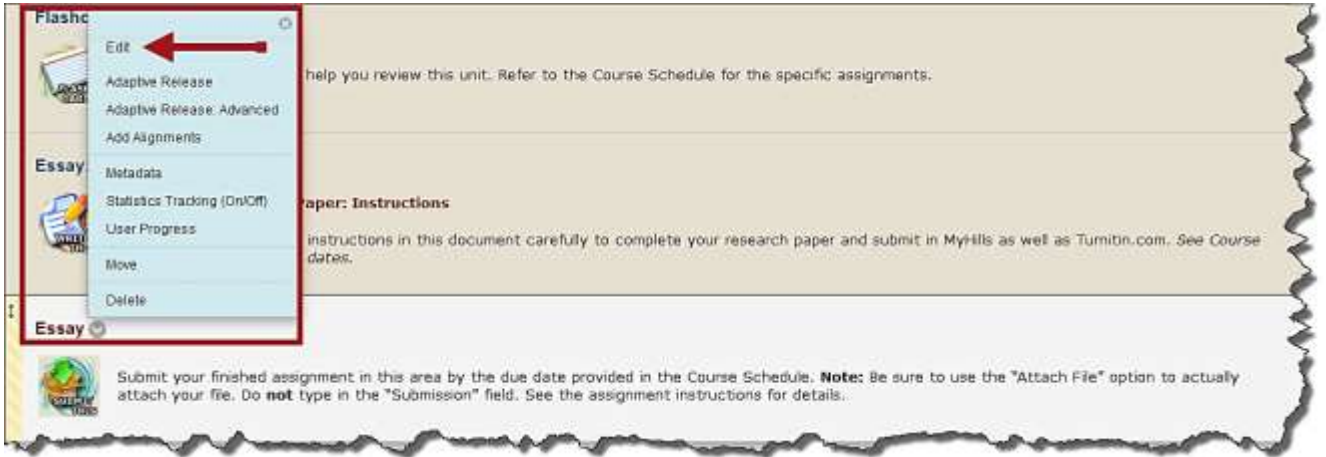 Flashc
Edit
Adaptive Release
help you review this unit. Refer to the Course Schedule for the specific assignments.
Adaptive Release: Advanced
Add Alignments
Essay
Metadata
Statistics Tracking (On/Off)
aper: Instructions
User Progress
instructions in this document carefully to complete your research paper and submit in MyHills as well as Turnitin.com. See Course
dates.
Move
Delete
Essay
Submit your finished assignment in this area by the due date provided in the Course Schedule. Note: Be sure to use the "Attach File" option to actually
attach your file. Do not type in the "Submission" field. See the assignment instructions for details.
SUBMIT
THIS